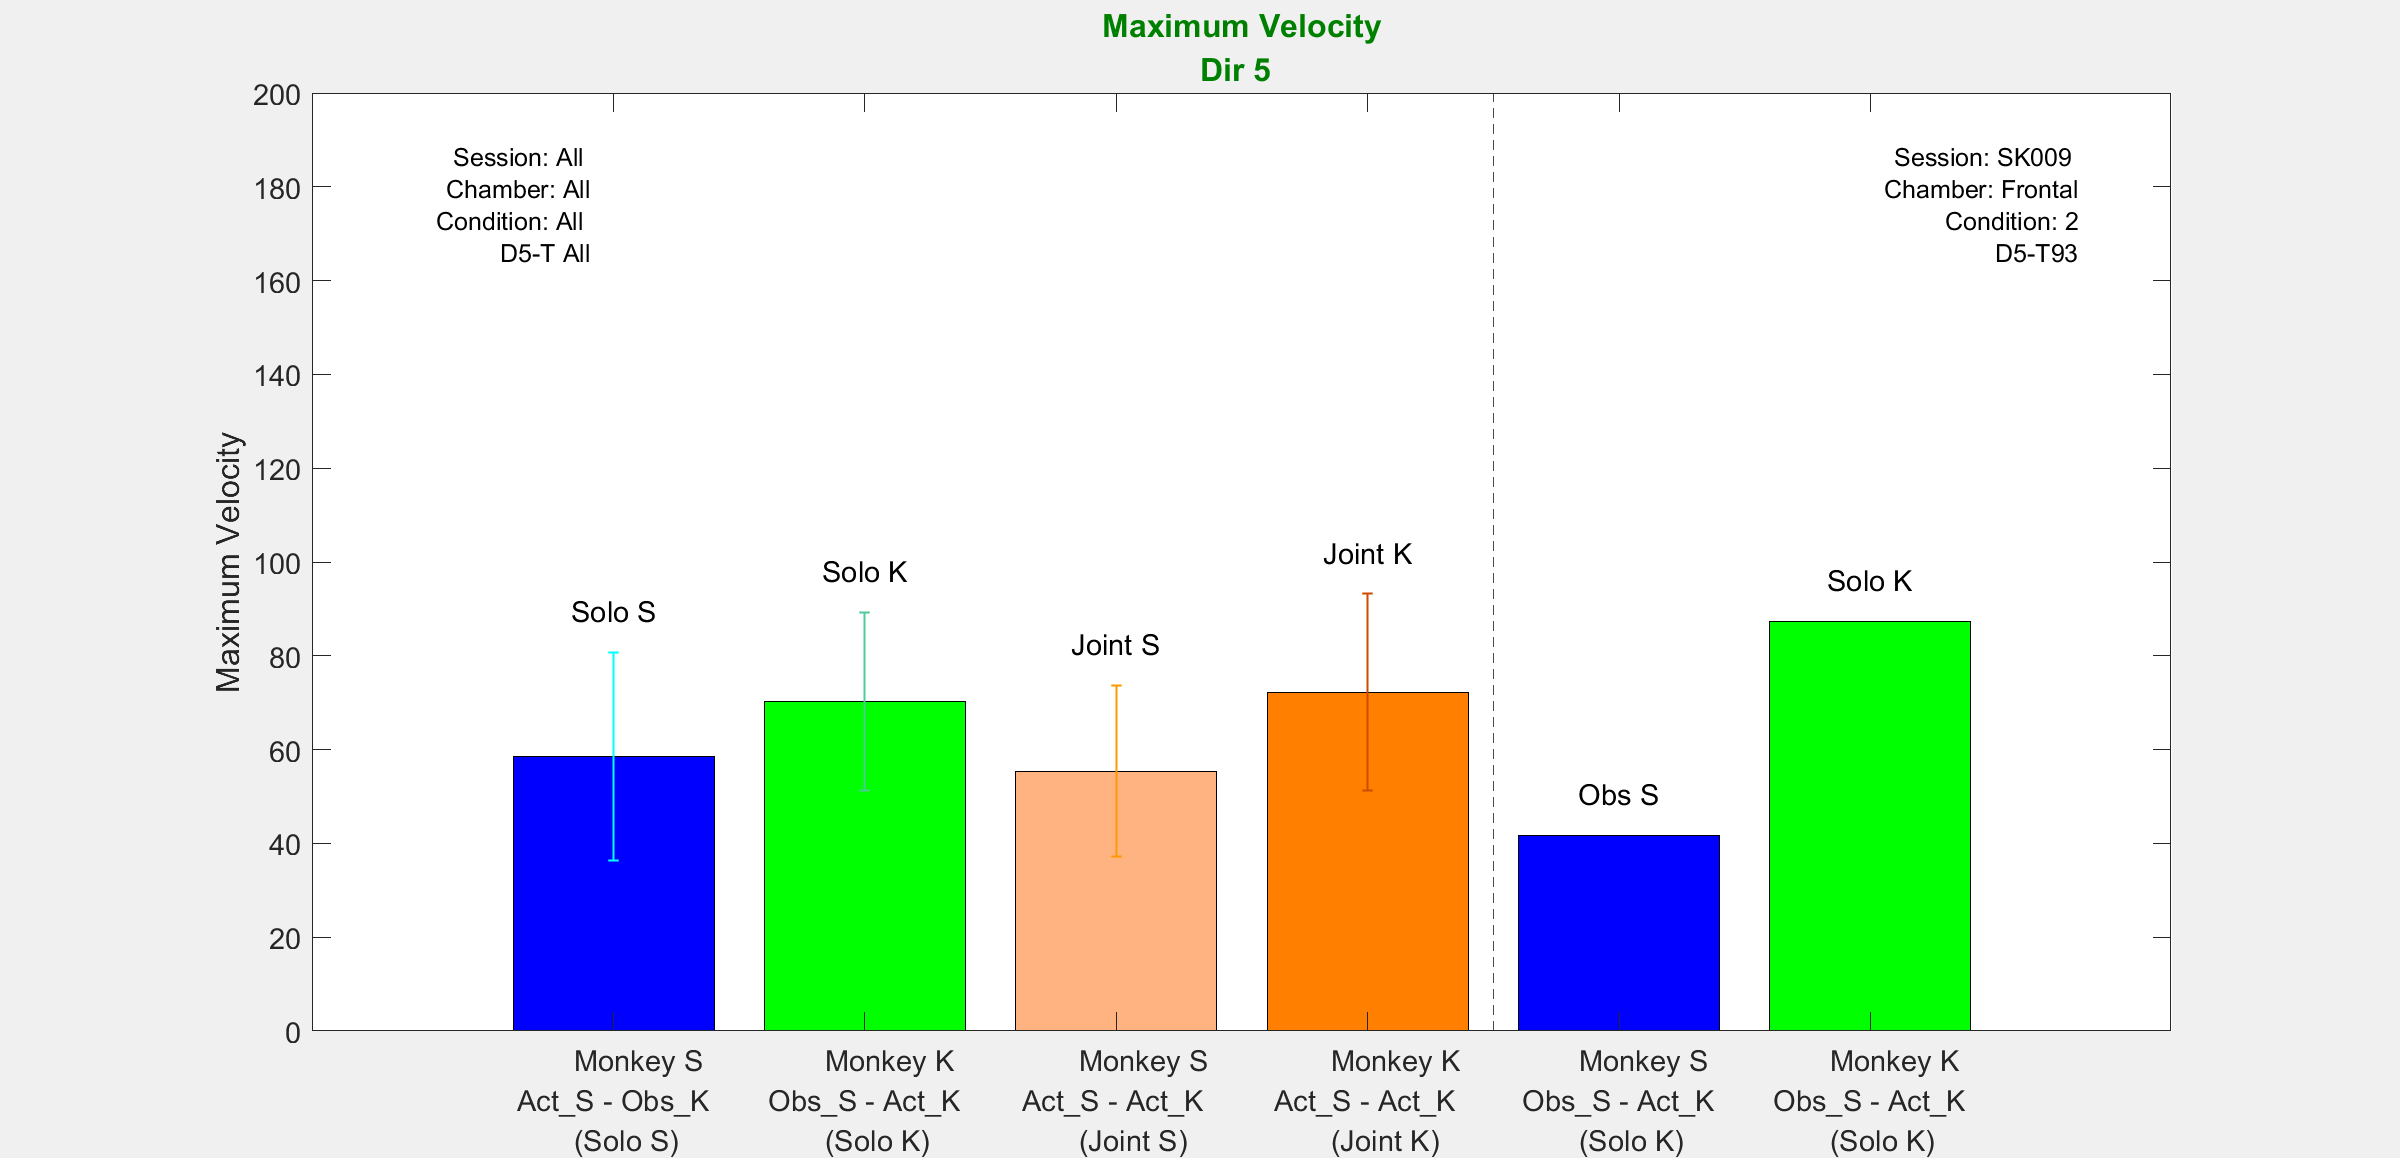 Maximum Velocity
Dir 5
Session: All
Chamber: All
Condition: All
D5-T All
Session: SK009
Chamber: Frontal
Condition: 2
D5-T93
Maximum Velocity
200
180
160
140
120
100
80
60
40
20
0
Solo S
Solo K
Joint S
Joint K
Obs S
Solo K
Monkey S
Act_S - Obs_K
(Solo S)
Monkey K
Obs_S - Act_K
(Solo K)
Monkey S
Act_S - Act_K
(Joint S)
Monkey K
Act_S - Act_K
(Joint K)
Monkey S
Obs_S - Act_K
(Solo K)
Monkey K
Obs_S - Act_K
(Solo K)